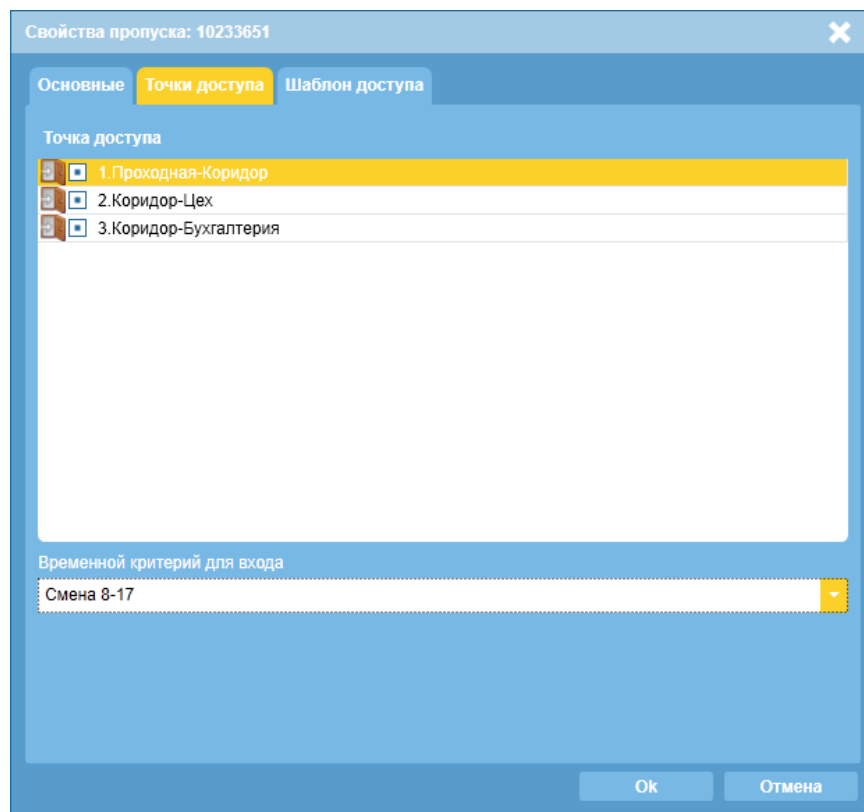 Свойства пропуска: 10233651
Основные Точки доступа Шаблон доступа
Точка доступа
1.Проходная-Коридор
2.Коридор-Цех
3.Коридор-Бухгалтерия
Временной критерий для входа
Смена 8-17
Ok Отмена